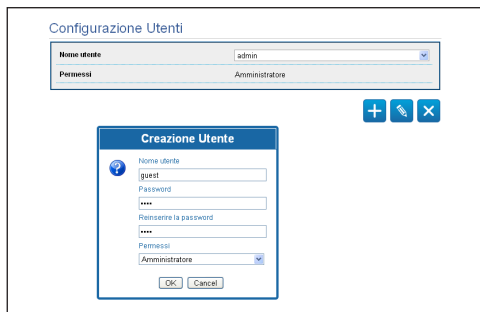 Configurazione Utenti
Nome utente admin
Permessi Amministratore
Creazione Utente
Nome utente
guest
Password
••••
Reinserire la password
••••
Permessi
Amministratore
OK Cancel